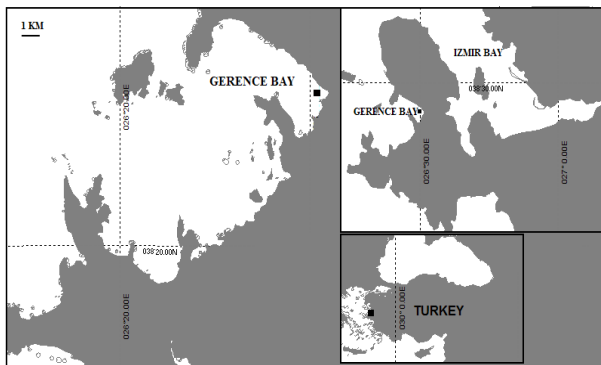 1 KM
GERENCE BAY
026°20.00E
038°20.00N
026°20.00E
IZMIR BAY
038°30.00N
GERENCE BAY
026°30.00E
027°0.00E
030°0.00E
TURKEY